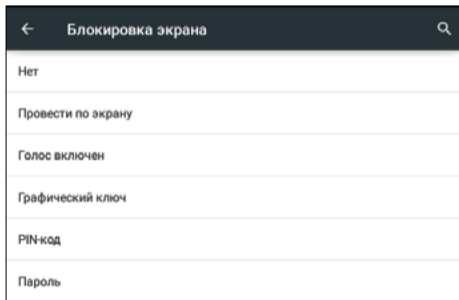 Блокировка экрана
Нет
Провести по экрану
Голос включен
Графический ключ
PIN-код
Пароль